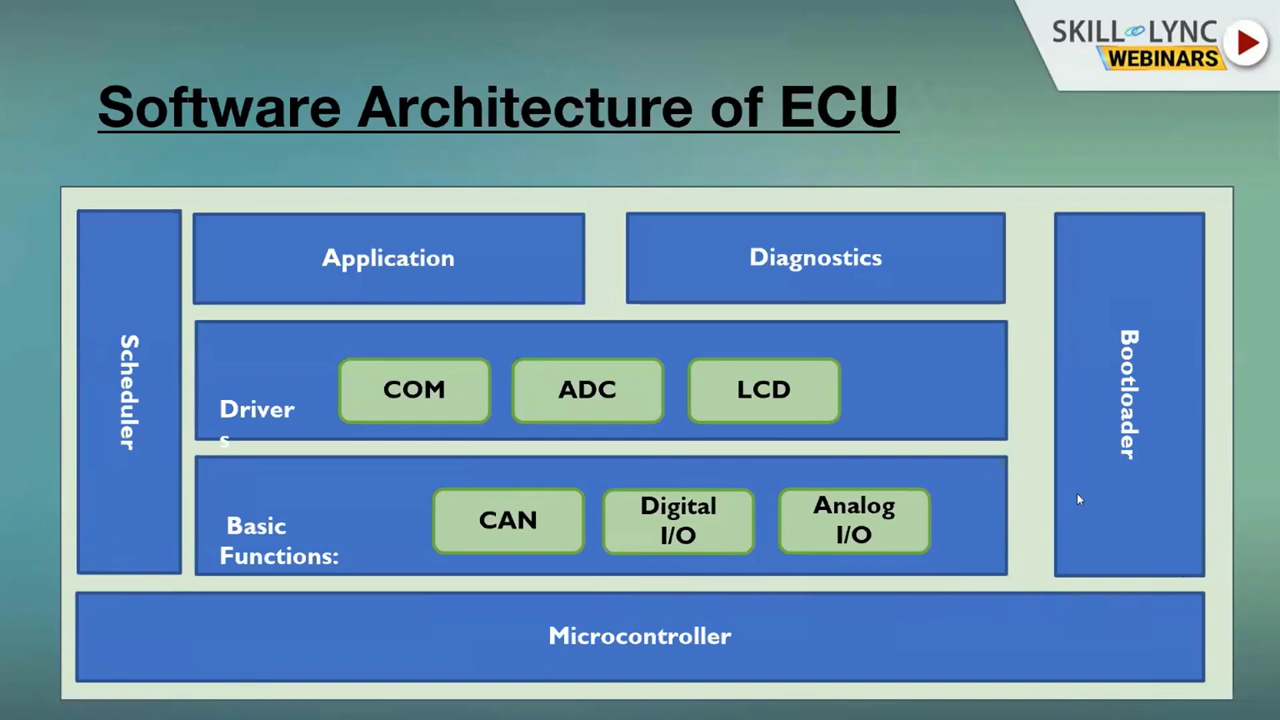 SKILL LYNC
WEBINARS
Software Architecture of ECU
Scheduler
Application
Diagnostics
Bootloader
Driver
s
COM
ADC
LCD
Basic
Functions:
CAN
Digital
I/O
Analog
I/O
Microcontroller